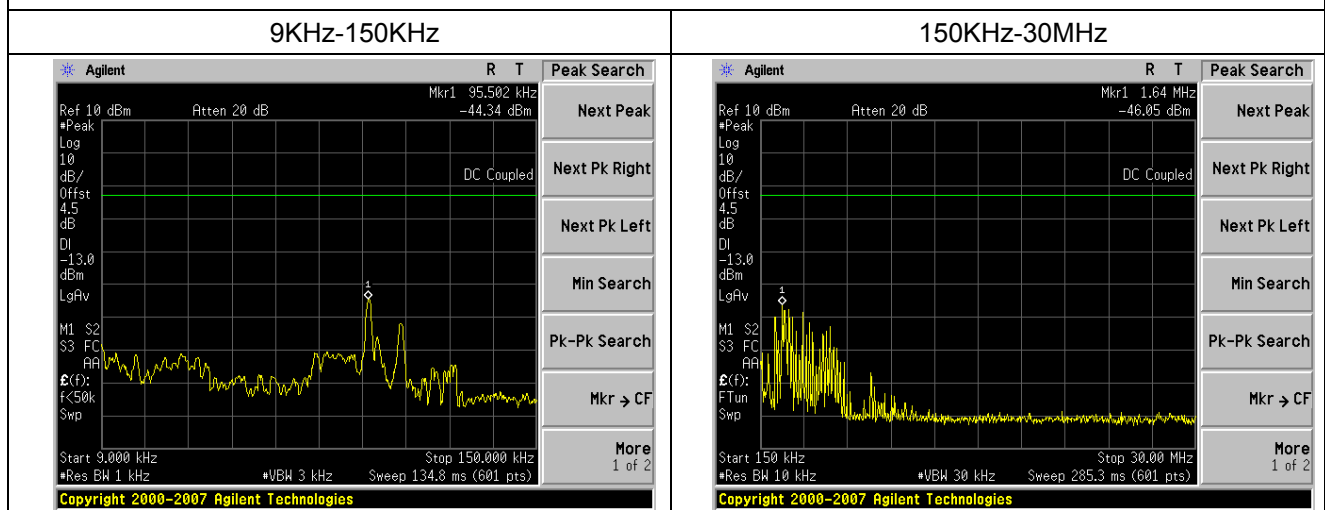 9KHz-150KHz
Agilent R T
Peak Search
Mkr1 95.502 kHz
Ref 10 dBm Atten 20 dB -44.34 dBm
#Peak
Log
10
dB/
Offst
4.5
dB
DI
-13.0
dBm
LgAv
M1 S2
S3 FC
AA
£(f):
f<50k
Swp
DC Coupled
1
Start 9.000 kHz Stop 150.000 kHz
#Res BW 1 kHz #VBW 3 kHz Sweep 134.8 ms (601 pts)
Next Peak
Next Pk Right
Next Pk Left
Min Search
Pk-Pk Search
Mkr → CF
More
1 of 2
Copyright 2000-2007 Agilent Technologies
150KHz-30MHz
Agilent R T
Peak Search
Mkr1 1.64 MHz
Ref 10 dBm Atten 20 dB -46.05 dBm
#Peak
Log
10
dB/
Offst
4.5
dB
DI
-13.0
dBm
LgAv
M1 S2
S3 FC
AA
£(f):
FTun
Swp
DC Coupled
1
Start 150 kHz Stop 30.00 MHz
#Res BW 10 kHz #VBW 30 kHz Sweep 285.3 ms (601 pts)
Next Peak
Next Pk Right
Next Pk Left
Min Search
Pk-Pk Search
Mkr → CF
More
1 of 2
Copyright 2000-2007 Agilent Technologies